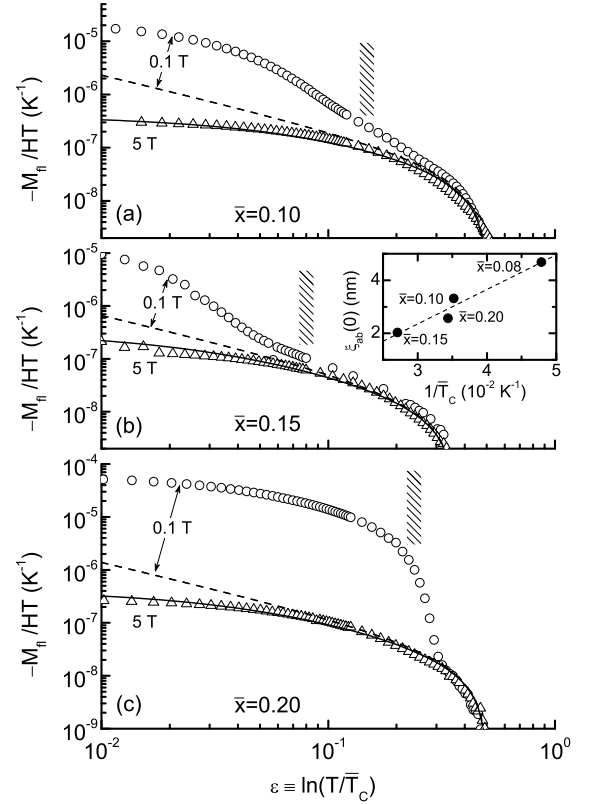 10⁻⁵
10⁻⁶
10⁻⁷
10⁻⁸
−M_fl /HT (K⁻¹)
0.1 T
5 T
(a)
x̄=0.10
10⁻⁵
10⁻⁶
10⁻⁷
10⁻⁸
−M_fl /HT (K⁻¹)
0.1 T
5 T
(b)
x̄=0.15
4
2
ξ_ab(0) (nm)
x̄=0.08
x̄=0.10
x̄=0.20
x̄=0.15
3 4 5
1/T̄_C (10⁻² K⁻¹)
10⁻⁴
10⁻⁵
10⁻⁶
10⁻⁷
10⁻⁸
10⁻⁹
−M_fl /HT (K⁻¹)
0.1 T
5 T
(c)
x̄=0.20
10⁻² 10⁻¹ 10⁰
ε ≡ ln(T/T̄_C)